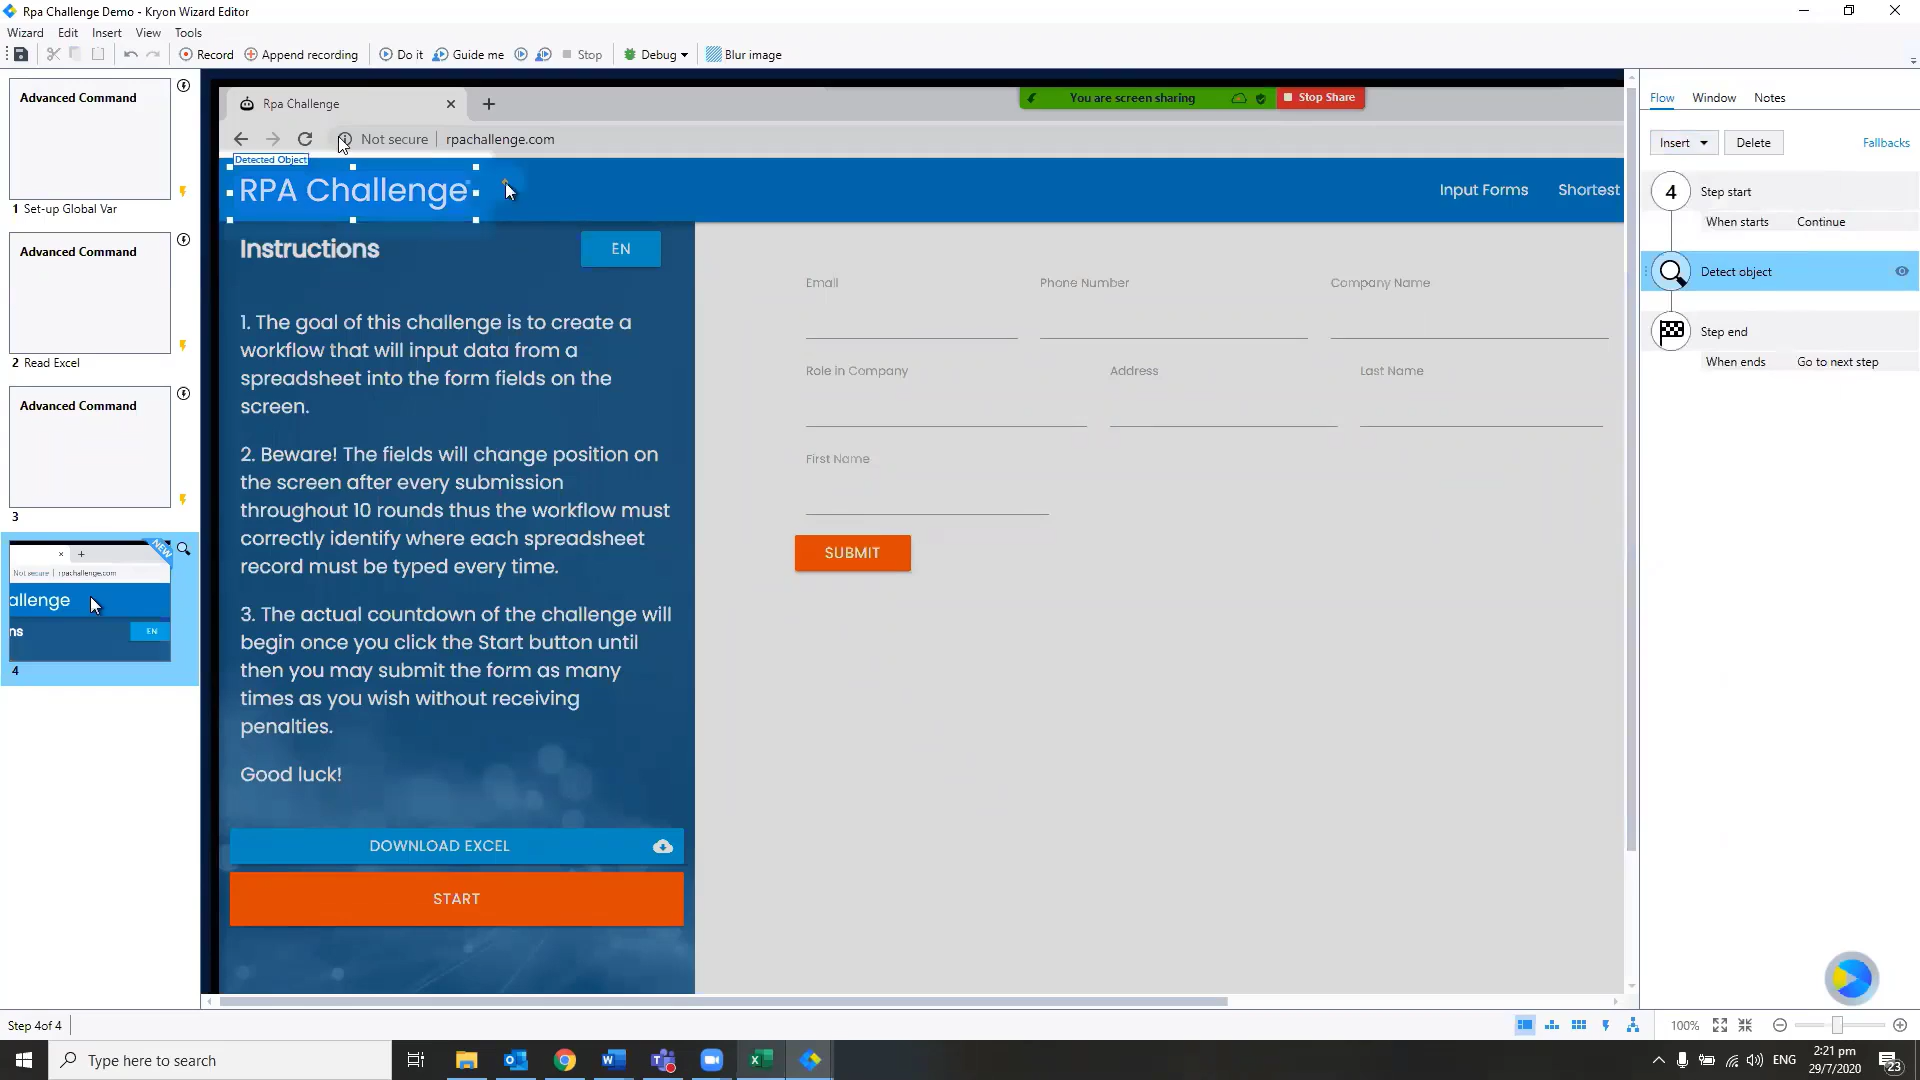 Rpa Challenge Demo - Kryon Wizard Editor
Wizard Edit Insert View Tools
Record Append recording Do it Guide me Stop Debug Blur image
Advanced Command
1 Set-up Global Var
Advanced Command
2 Read Excel
Advanced Command
3
Not secure rpachallenge.com
allenge
ns
EN
NEW
4
Rpa Challenge
You are screen sharing Stop Share
Not secure rpachallenge.com
Detected Object
RPA Challenge
Input Forms Shortest
Instructions
EN
1. The goal of this challenge is to create a
workflow that will input data from a
spreadsheet into the form fields on the
screen.
2. Beware! The fields will change position on
the screen after every submission
throughout 10 rounds thus the workflow must
correctly identify where each spreadsheet
record must be typed every time.
3. The actual countdown of the challenge will
begin once you click the Start button until
then you may submit the form as many
times as you wish without receiving
penalties.
Good luck!
DOWNLOAD EXCEL
START
Email Phone Number Company Name
Role in Company Address Last Name
First Name
SUBMIT
Flow Window Notes
Insert Delete Fallbacks
4 Step start
When starts Continue
Detect object
Step end
When ends Go to next step
Step 4of 4
100%
Type here to search
ENG
2:21 pm
29/7/2020
23